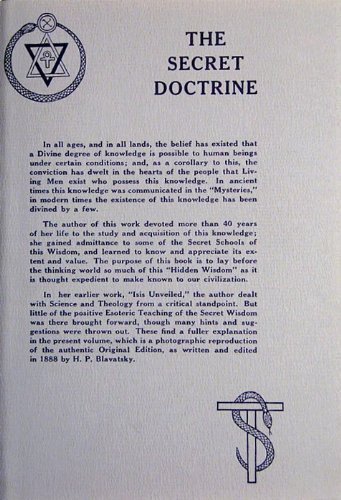 THE
SECRET
DOCTRINE
In all ages, and in all lands, the belief has existed that
a Divine degree of knowledge is possible to human beings
under certain conditions; and, as a corollary to this, the
conviction has dwelt in the hearts of the people that Liv-
ing Men exist who possess this knowledge. In ancient
times this knowledge was communicated in the "Mysteries,"
in modern times the existence of this knowledge has been
divined by a few.
The author of this work devoted more than 40 years
of her life to the study and acquisition of this knowledge;
she gained admittance to some of the Secret Schools of
this Wisdom, and learned to know and appreciate its ex-
tent and value. The purpose of this book is to lay before
the thinking world so much of this "Hidden Wisdom" as it
is thought expedient to make known to our civilization.
In her earlier work, "Isis Unveiled," the author dealt
with Science and Theology from a critical standpoint. But
little of the positive Esoteric Teaching of the Secret Wisdom
was there brought forward, though many hints and sug-
gestions were thrown out. These find a fuller explanation
in the present volume, which is a photographic reproduction
of the authentic Original Edition, as written and edited
in 1888 by H. P. Blavatsky.